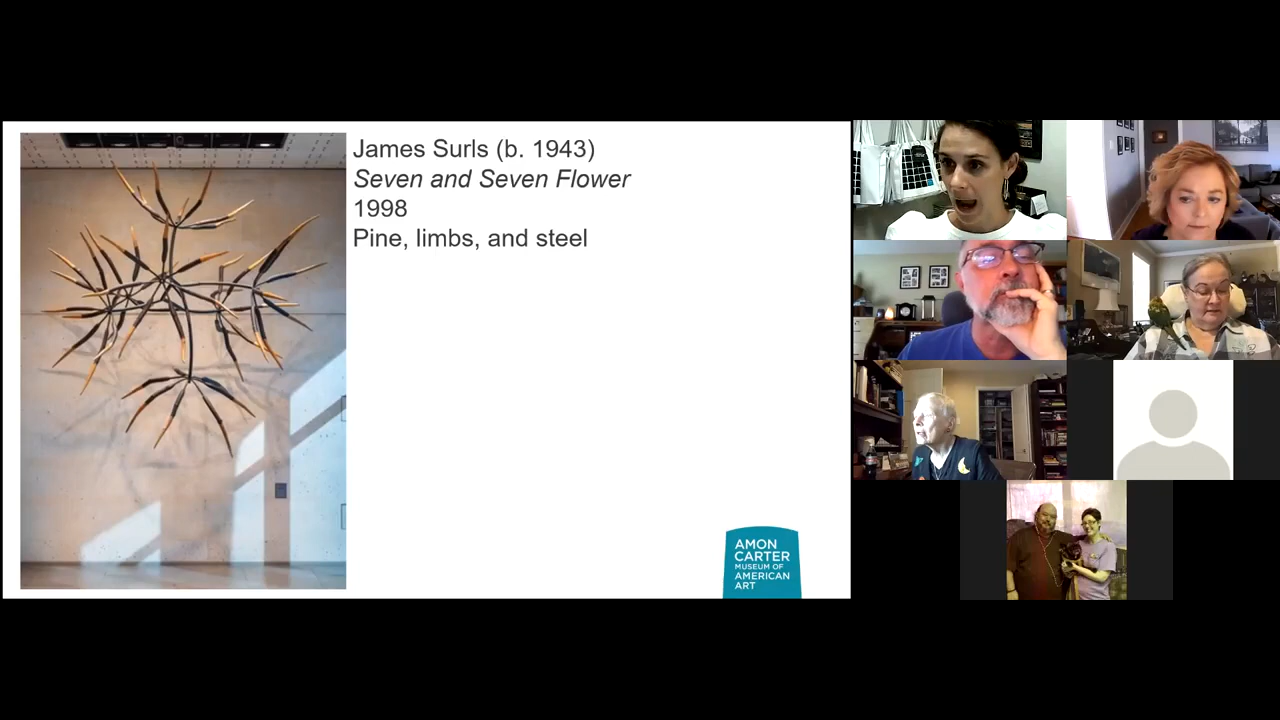 James Surls (b. 1943)
Seven and Seven Flower
1998
Pine, limbs, and steel
AMON
CARTER
MUSEUM OF
AMERICAN
ART